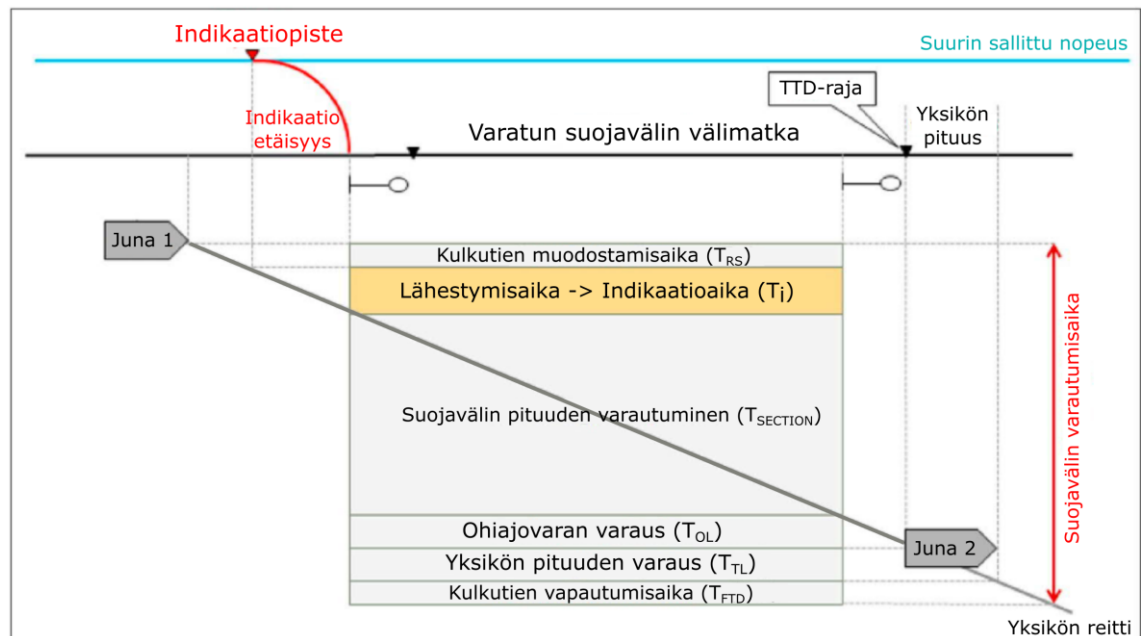 Indikaatiopiste
Suurin sallittu nopeus
TTD-raja
Indikaatio
etäisyys
Varatun suojavälin välimatka
Yksikön
pituus
Juna 1
Kulkutien muodostamisaika (TRS)
Lähestymisaika -> Indikaatioaika (Ti)
Suojavälin pituuden varautuminen (TSECTION)
Ohiajovaran varaus (TOL)
Yksikön pituuden varaus (TTL)
Kulkutien vapautumisaika (TFTD)
Juna 2
Suojavälin varautumisaika
Yksikön reitti